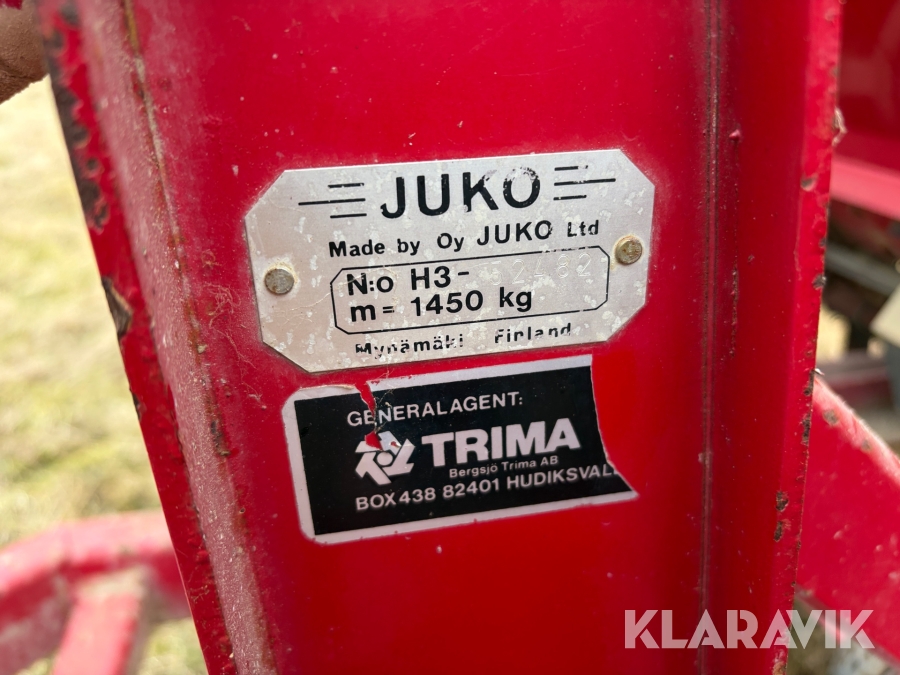 JUKO
Made by Oy JUKO Ltd
N:o H3-
m= 1450 kg
Mynämäki Finland
GENERALAGENT:
TRIMA
Bergsjö Trima AB
BOX 438 82401 HUDIKSVAL
KLARAVIK